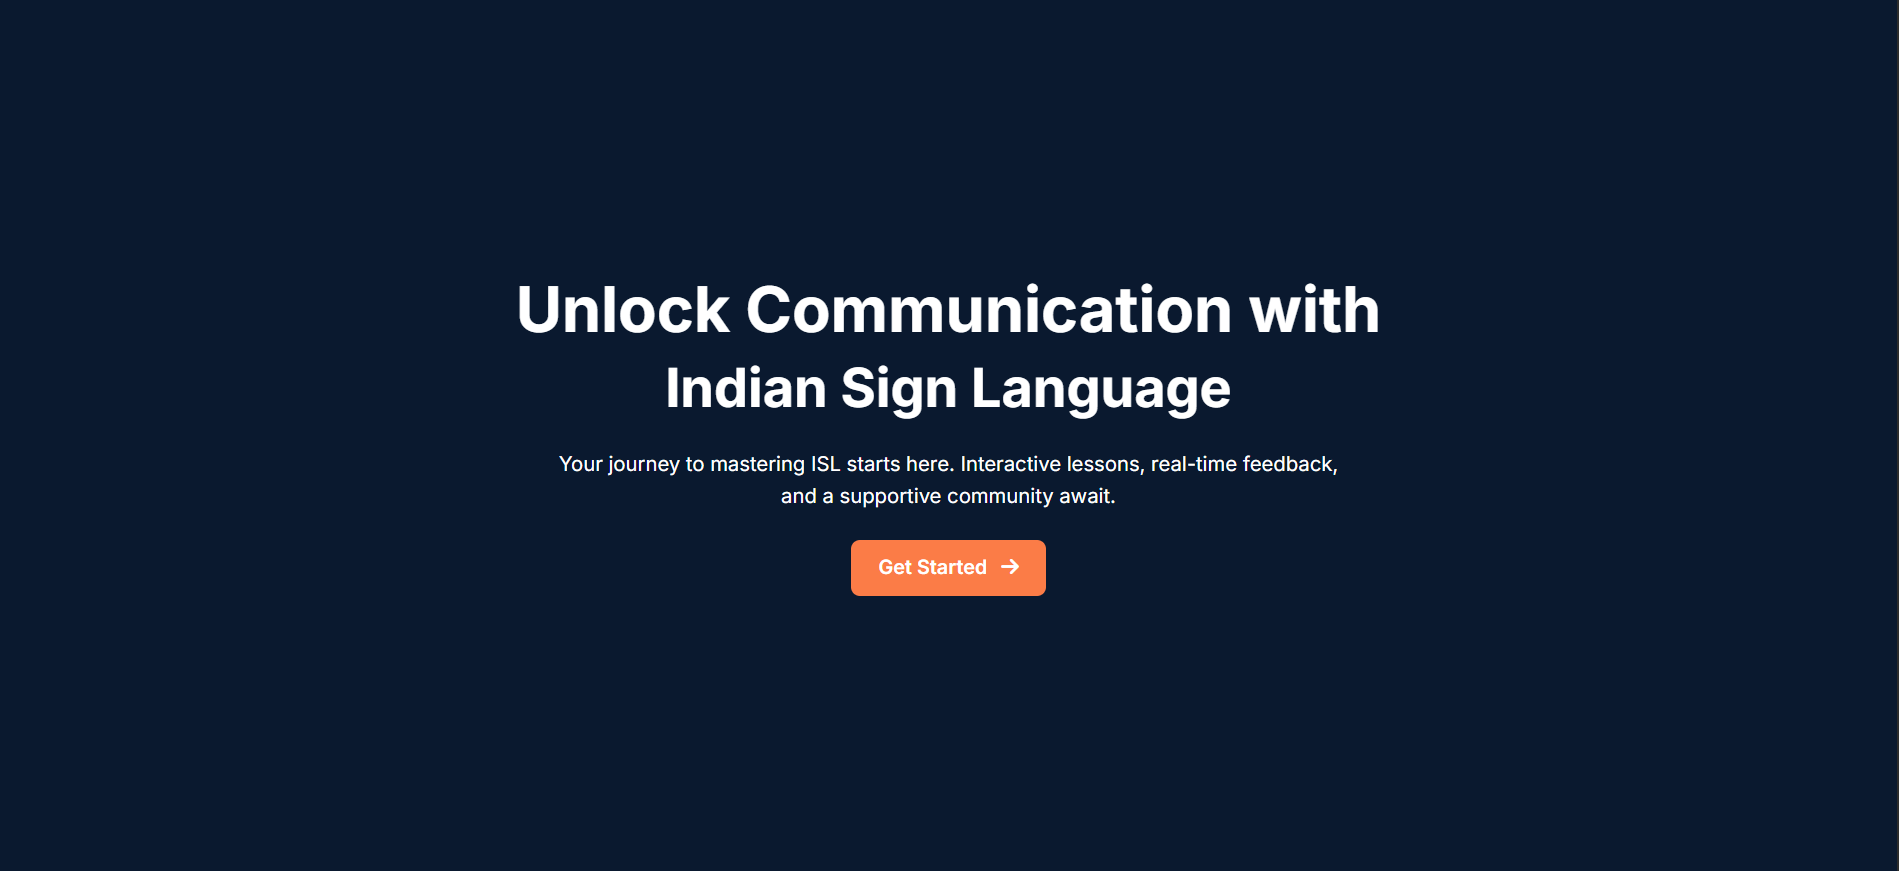 Unlock Communication with
Indian Sign Language
Your journey to mastering ISL starts here. Interactive lessons, real-time feedback,
and a supportive community await.
Get Started →